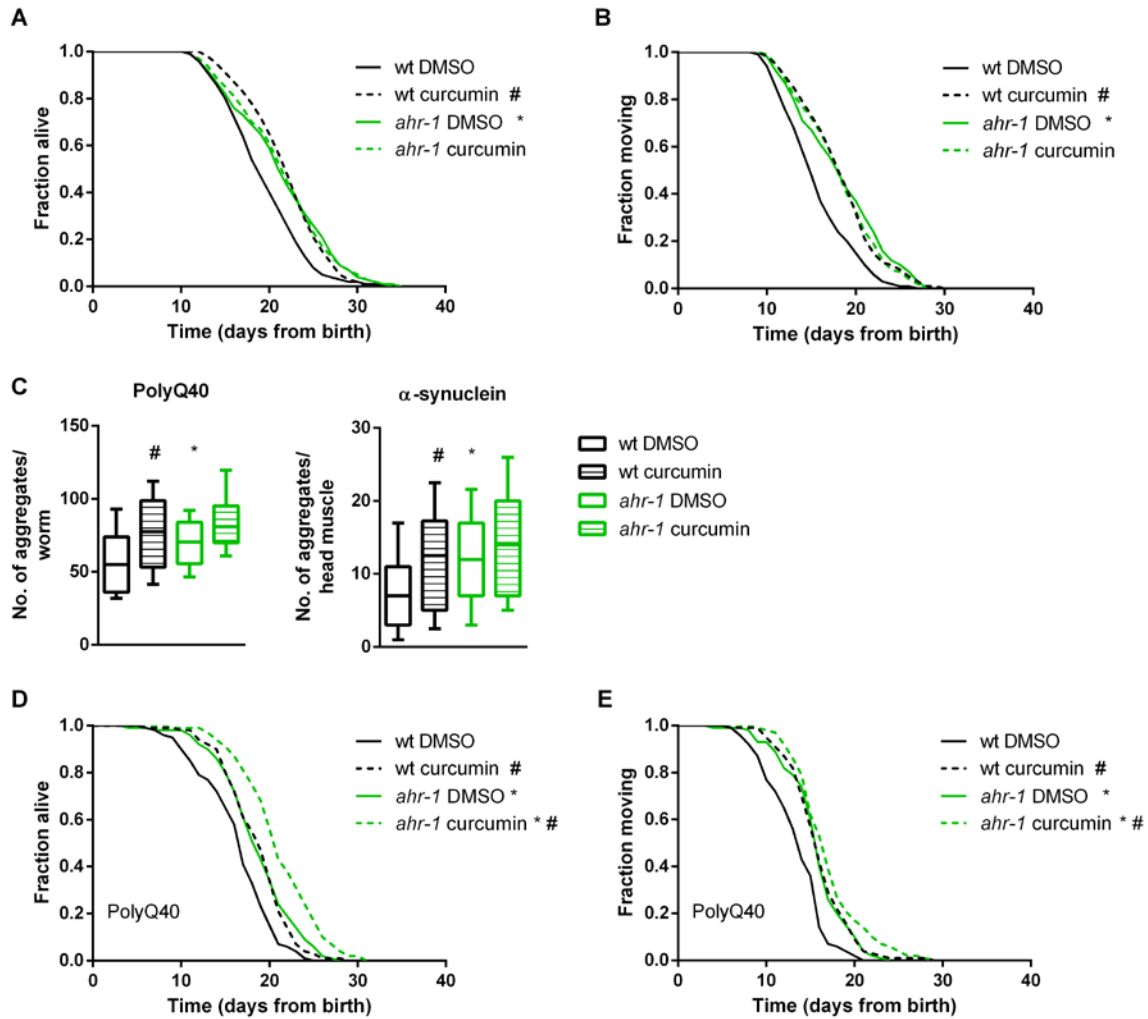 A
1.0
0.8
0.6
0.4
0.2
0.0
0
10
20
30
40
Fraction alive
Time (days from birth)
wt DMSO
wt curcumin #
ahr-1 DMSO *
ahr-1 curcumin
B
1.0
0.8
0.6
0.4
0.2
0.0
0
10
20
30
40
Fraction moving
Time (days from birth)
wt DMSO
wt curcumin #
ahr-1 DMSO *
ahr-1 curcumin
C
PolyQ40
150
100
50
0
No. of aggregates/
worm
#
*
α-synuclein
30
20
10
0
No. of aggregates/
head muscle
#
*
wt DMSO
wt curcumin
ahr-1 DMSO
ahr-1 curcumin
D
1.0
0.8
0.6
0.4
0.2
0.0
0
10
20
30
40
Fraction alive
Time (days from birth)
PolyQ40
wt DMSO
wt curcumin #
ahr-1 DMSO *
ahr-1 curcumin * #
E
1.0
0.8
0.6
0.4
0.2
0.0
0
10
20
30
40
Fraction moving
Time (days from birth)
PolyQ40
wt DMSO
wt curcumin #
ahr-1 DMSO *
ahr-1 curcumin * #